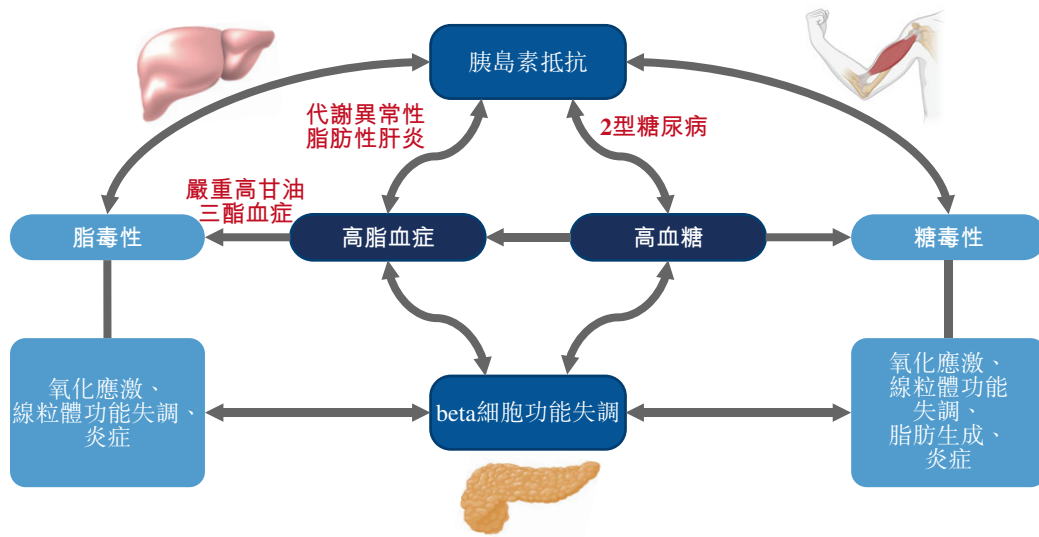 胰島素抵抗
代謝異常性
脂肪性肝炎
2型糖尿病
嚴重高甘油
三酯血症
脂毒性
高脂血症
高血糖
糖毒性
氧化應激、
線粒體功能失調、
炎症
beta細胞功能失調
氧化應激、
線粒體功能
失調、
脂肪生成、
炎症